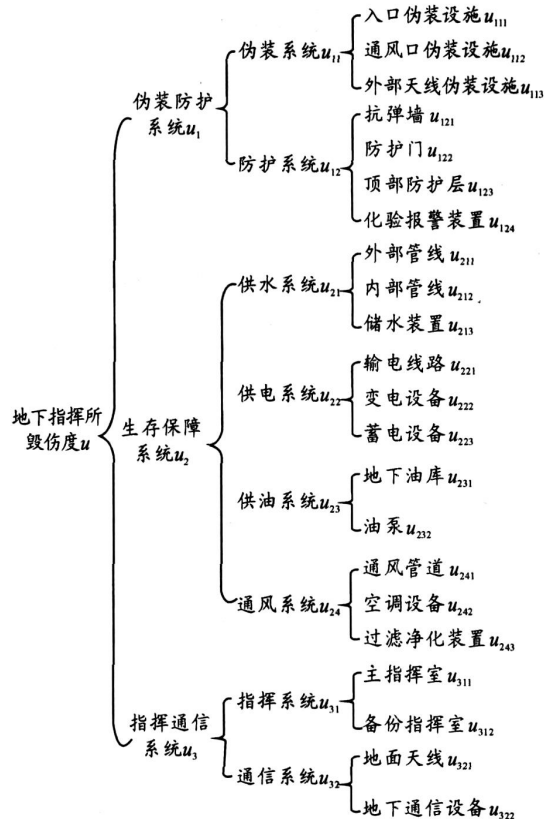 入口伪装设施u111
伪装系统u11
通风口伪装设施u112
外部天线伪装设施u113
伪装防护
系统u1
抗弹墙u121
防护门u122
防护系统u12
顶部防护层u123
化验报警装置u124
外部管线u211
供水系统u21
内部管线u212
储水装置u213
输电线路u221
供电系统u22
变电设备u222
蓄电设备u223
地下指挥所
毁伤度u
生存保障
系统u2
地下油库u231
供油系统u23
油泵u232
通风管道u241
通风系统u24
空调设备u242
过滤净化装置u243
主指挥室u311
指挥系统u31
备份指挥室u312
指挥通信
系统u3
地面天线u321
通信系统u32
地下通信设备u322